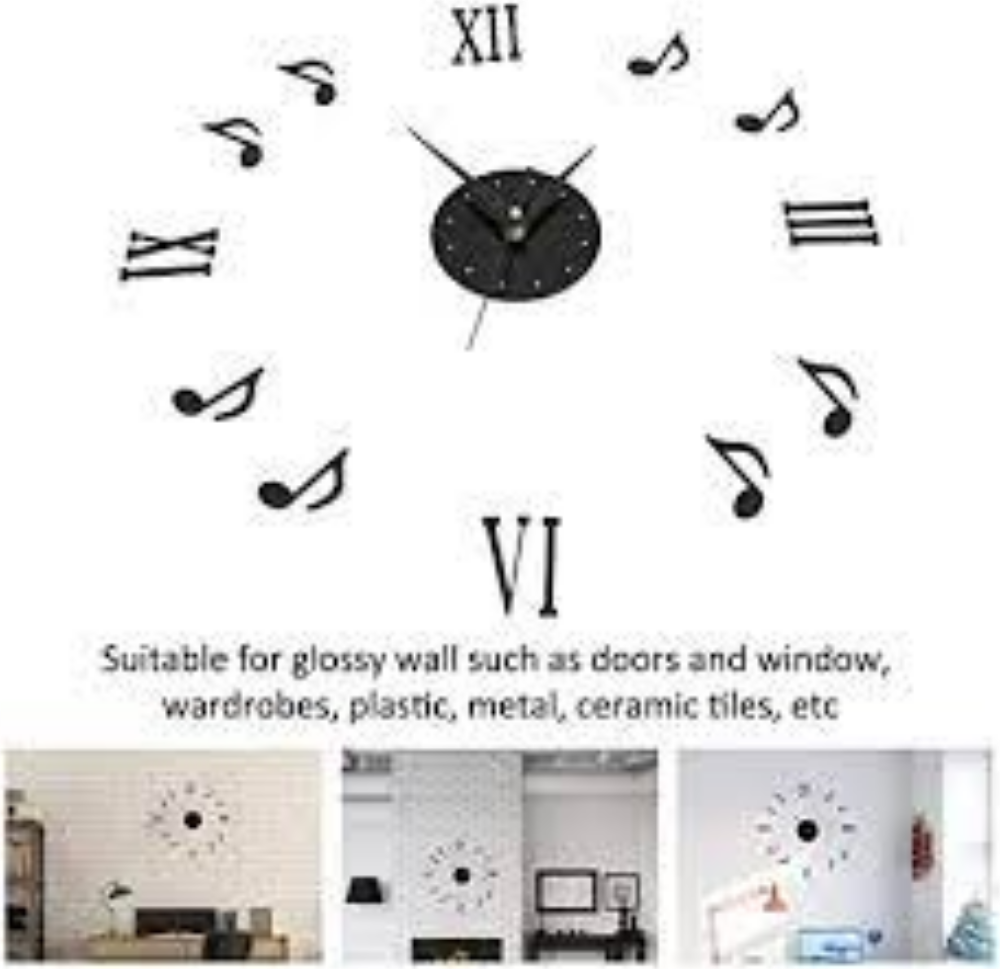 XII
IX
III
VI
Suitable for glossy wall such as doors and window,
wardrobes, plastic, metal, ceramic tiles, etc